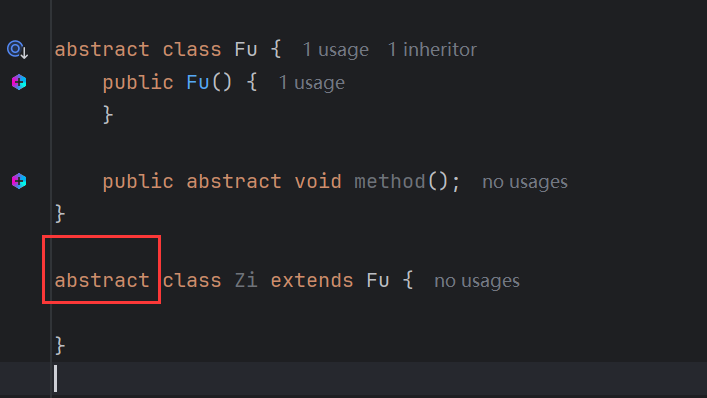 abstract class Fu { 1 usage 1 inheritor
public Fu() { 1 usage
}
public abstract void method(); no usages
}
abstract class Zi extends Fu { no usages
}